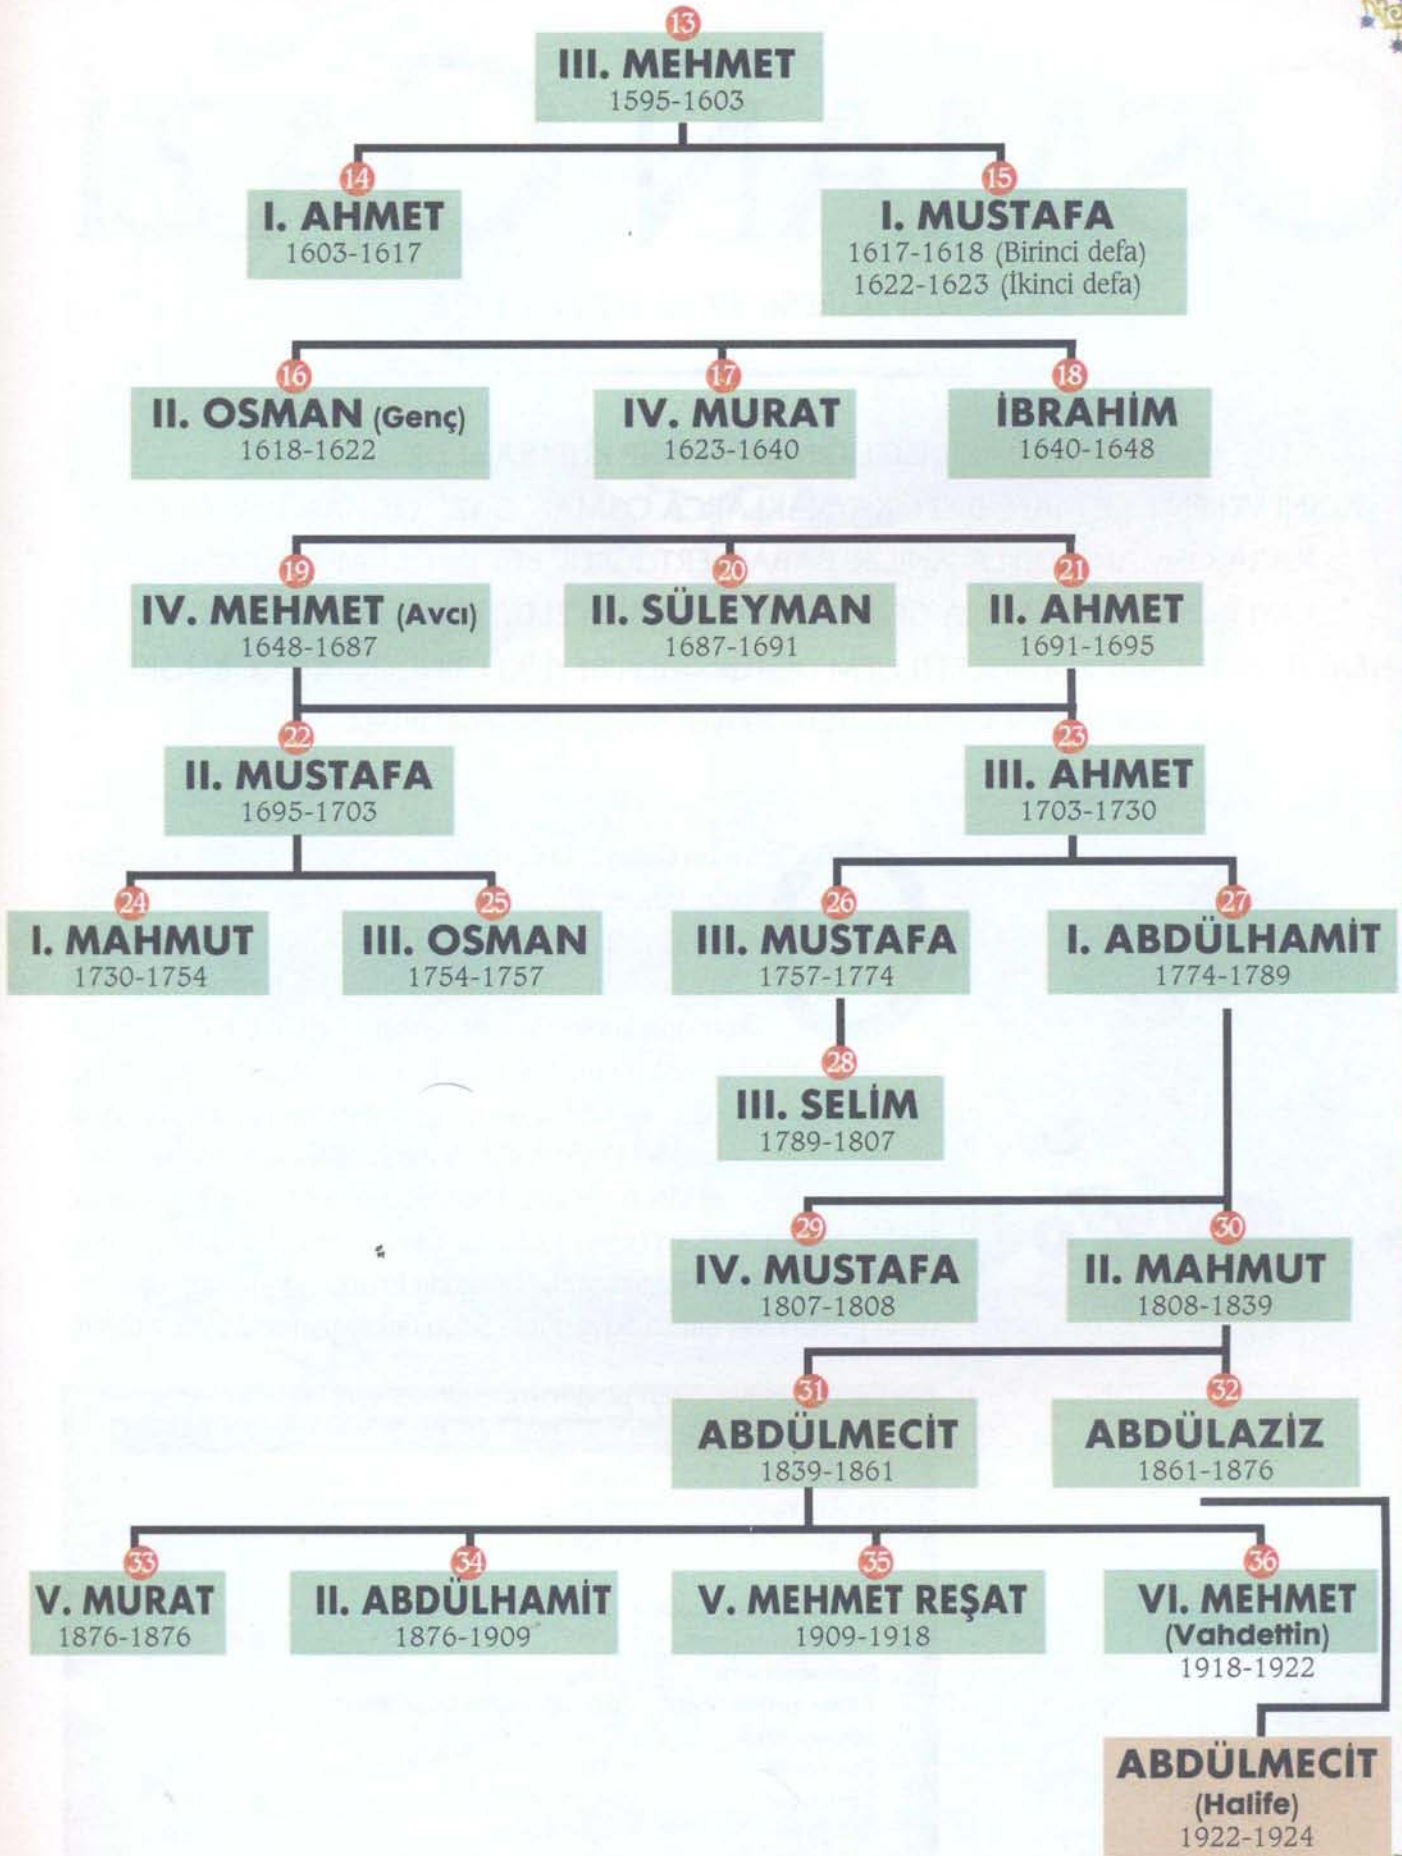 13
III. MEHMET
1595-1603
14
I. AHMET
1603-1617
15
I. MUSTAFA
1617-1618 (Birinci defa)
1622-1623 (İkinci defa)
16
II. OSMAN (Genç)
1618-1622
17
IV. MURAT
1623-1640
18
İBRAHİM
1640-1648
19
IV. MEHMET (Avcı)
1648-1687
20
II. SÜLEYMAN
1687-1691
21
II. AHMET
1691-1695
22
II. MUSTAFA
1695-1703
23
III. AHMET
1703-1730
24
I. MAHMUT
1730-1754
25
III. OSMAN
1754-1757
26
III. MUSTAFA
1757-1774
27
I. ABDÜLHAMİT
1774-1789
28
III. SELİM
1789-1807
29
IV. MUSTAFA
1807-1808
30
II. MAHMUT
1808-1839
31
ABDÜLMECİT
1839-1861
32
ABDÜLAZİZ
1861-1876
33
V. MURAT
1876-1876
34
II. ABDÜLHAMİT
1876-1909
35
V. MEHMET REŞAT
1909-1918
36
VI. MEHMET
(Vahdettin)
1918-1922
ABDÜLMECİT
(Halife)
1922-1924